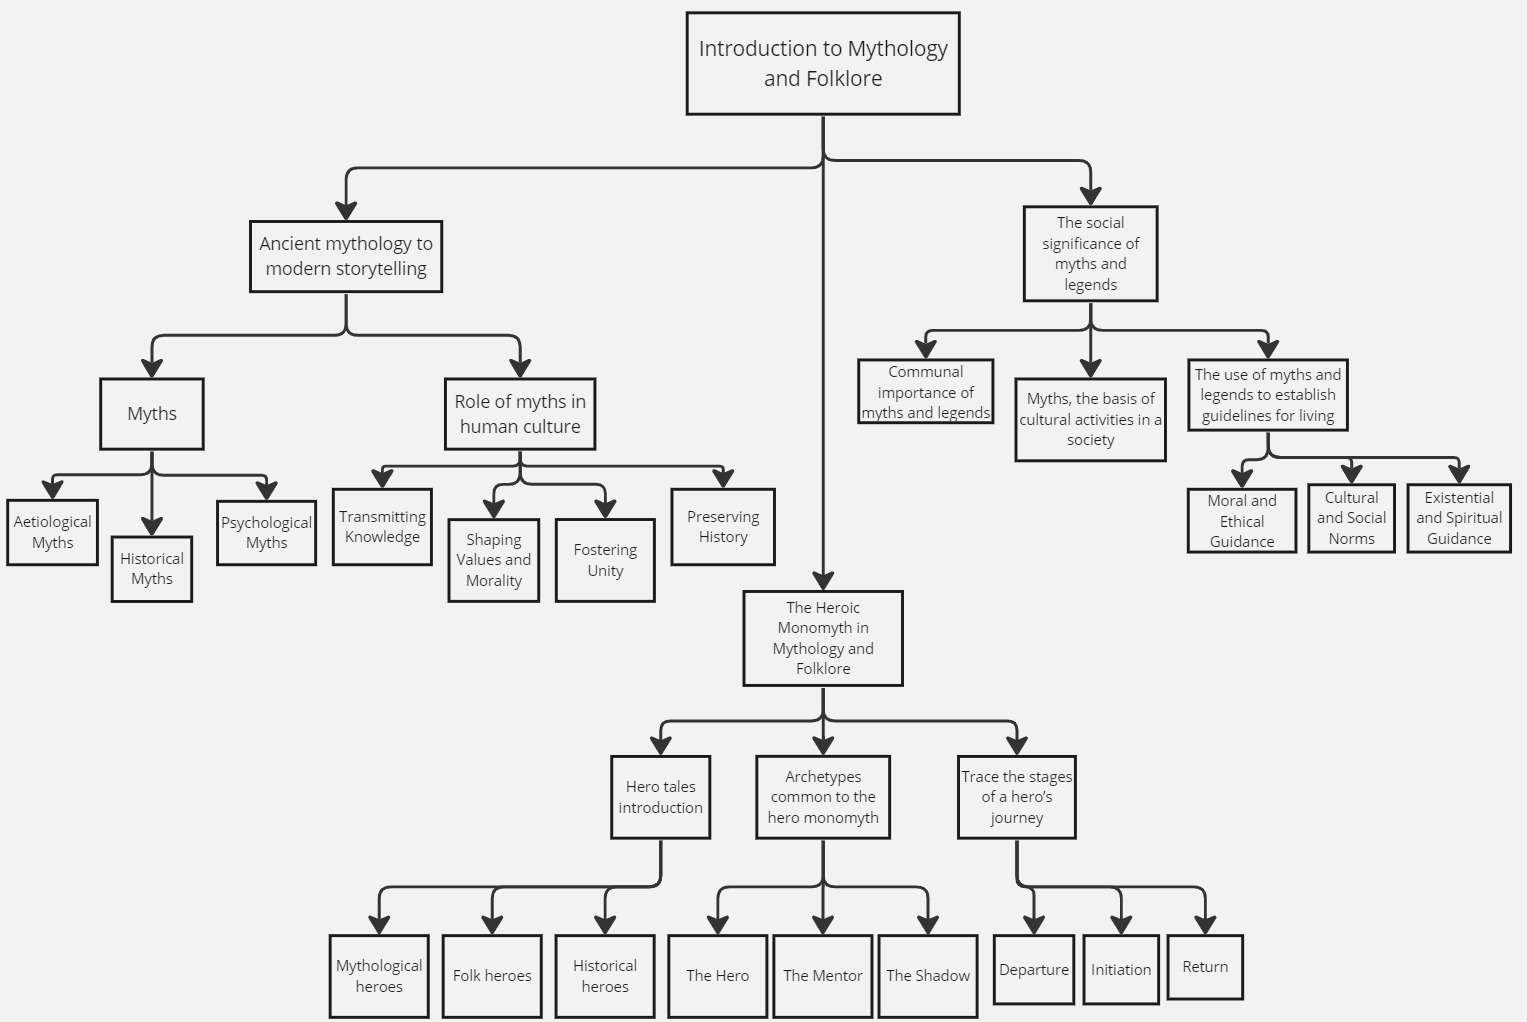 Introduction to Mythology
and Folklore
Ancient mythology to
modern storytelling
The social
significance of
myths and
legends
Myths
Role of myths in
human culture
Communal
importance of
myths and legends
Myths, the basis of
cultural activities in a
society
The use of myths and
legends to establish
guidelines for living
Aetiological
Myths
Historical
Myths
Psychological
Myths
Transmitting
Knowledge
Shaping
Values and
Morality
Fostering
Unity
Preserving
History
Moral and
Ethical
Guidance
Cultural
and Social
Norms
Existential
and Spiritual
Guidance
The Heroic
Monomyth in
Mythology and
Folklore
Hero tales
introduction
Archetypes
common to the
hero monomyth
Trace the stages
of a hero’s
journey
Mythological
heroes
Folk heroes
Historical
heroes
The Hero
The Mentor
The Shadow
Departure
Initiation
Return